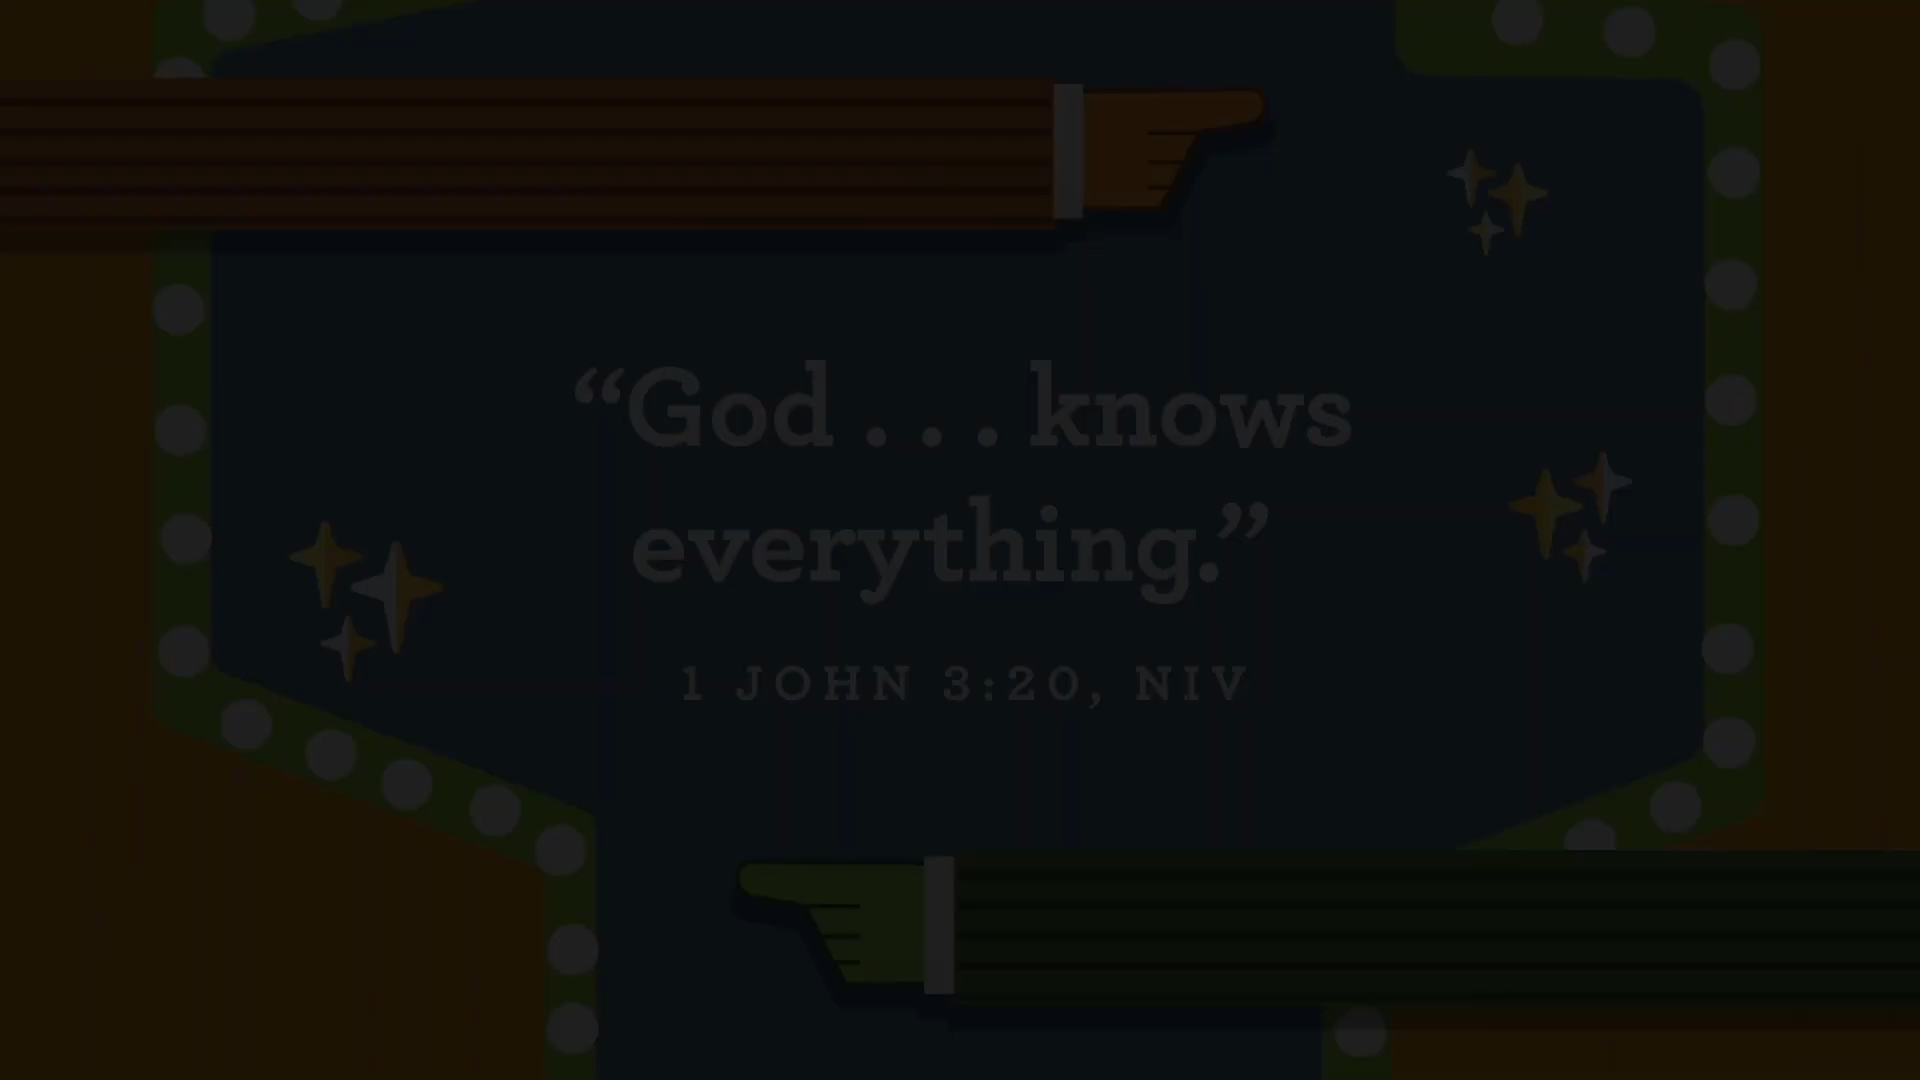 “God . . . knows
everything.”
1 JOHN 3:20, NIV